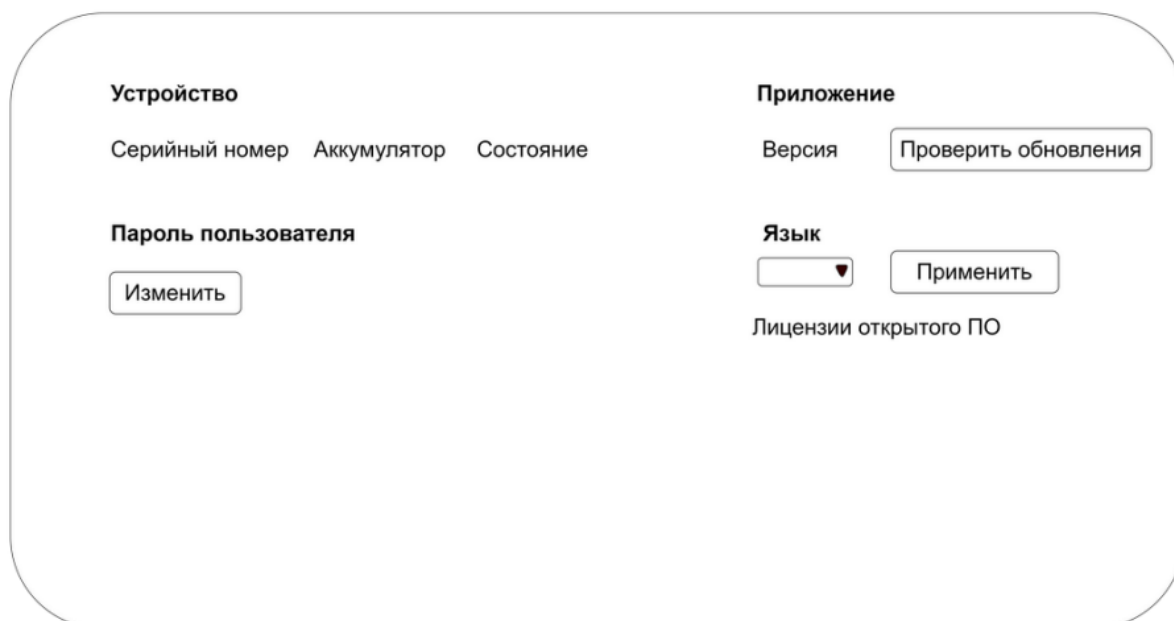 Устройство
Серийный номер Аккумулятор Состояние
Пароль пользователя
Изменить
Приложение
Версия Проверить обновления
Язык
Применить
Лицензии открытого ПО